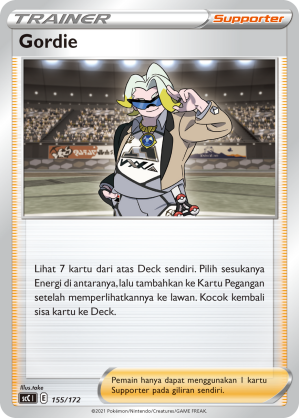 TRAINER Supporter
Gordie
Lihat 7 kartu dari atas Deck sendiri. Pilih sesukanya
Energi di antaranya, lalu tambahkan ke Kartu Pegangan
setelah memperlihatkannya ke lawan. Kocok kembali
sisa kartu ke Deck.
Illus.take
Pemain hanya dapat menggunakan 1 kartu
Supporter pada giliran sendiri.
SC1 I E 155/172
©2021 Pokémon/Nintendo/Creatures/GAME FREAK.